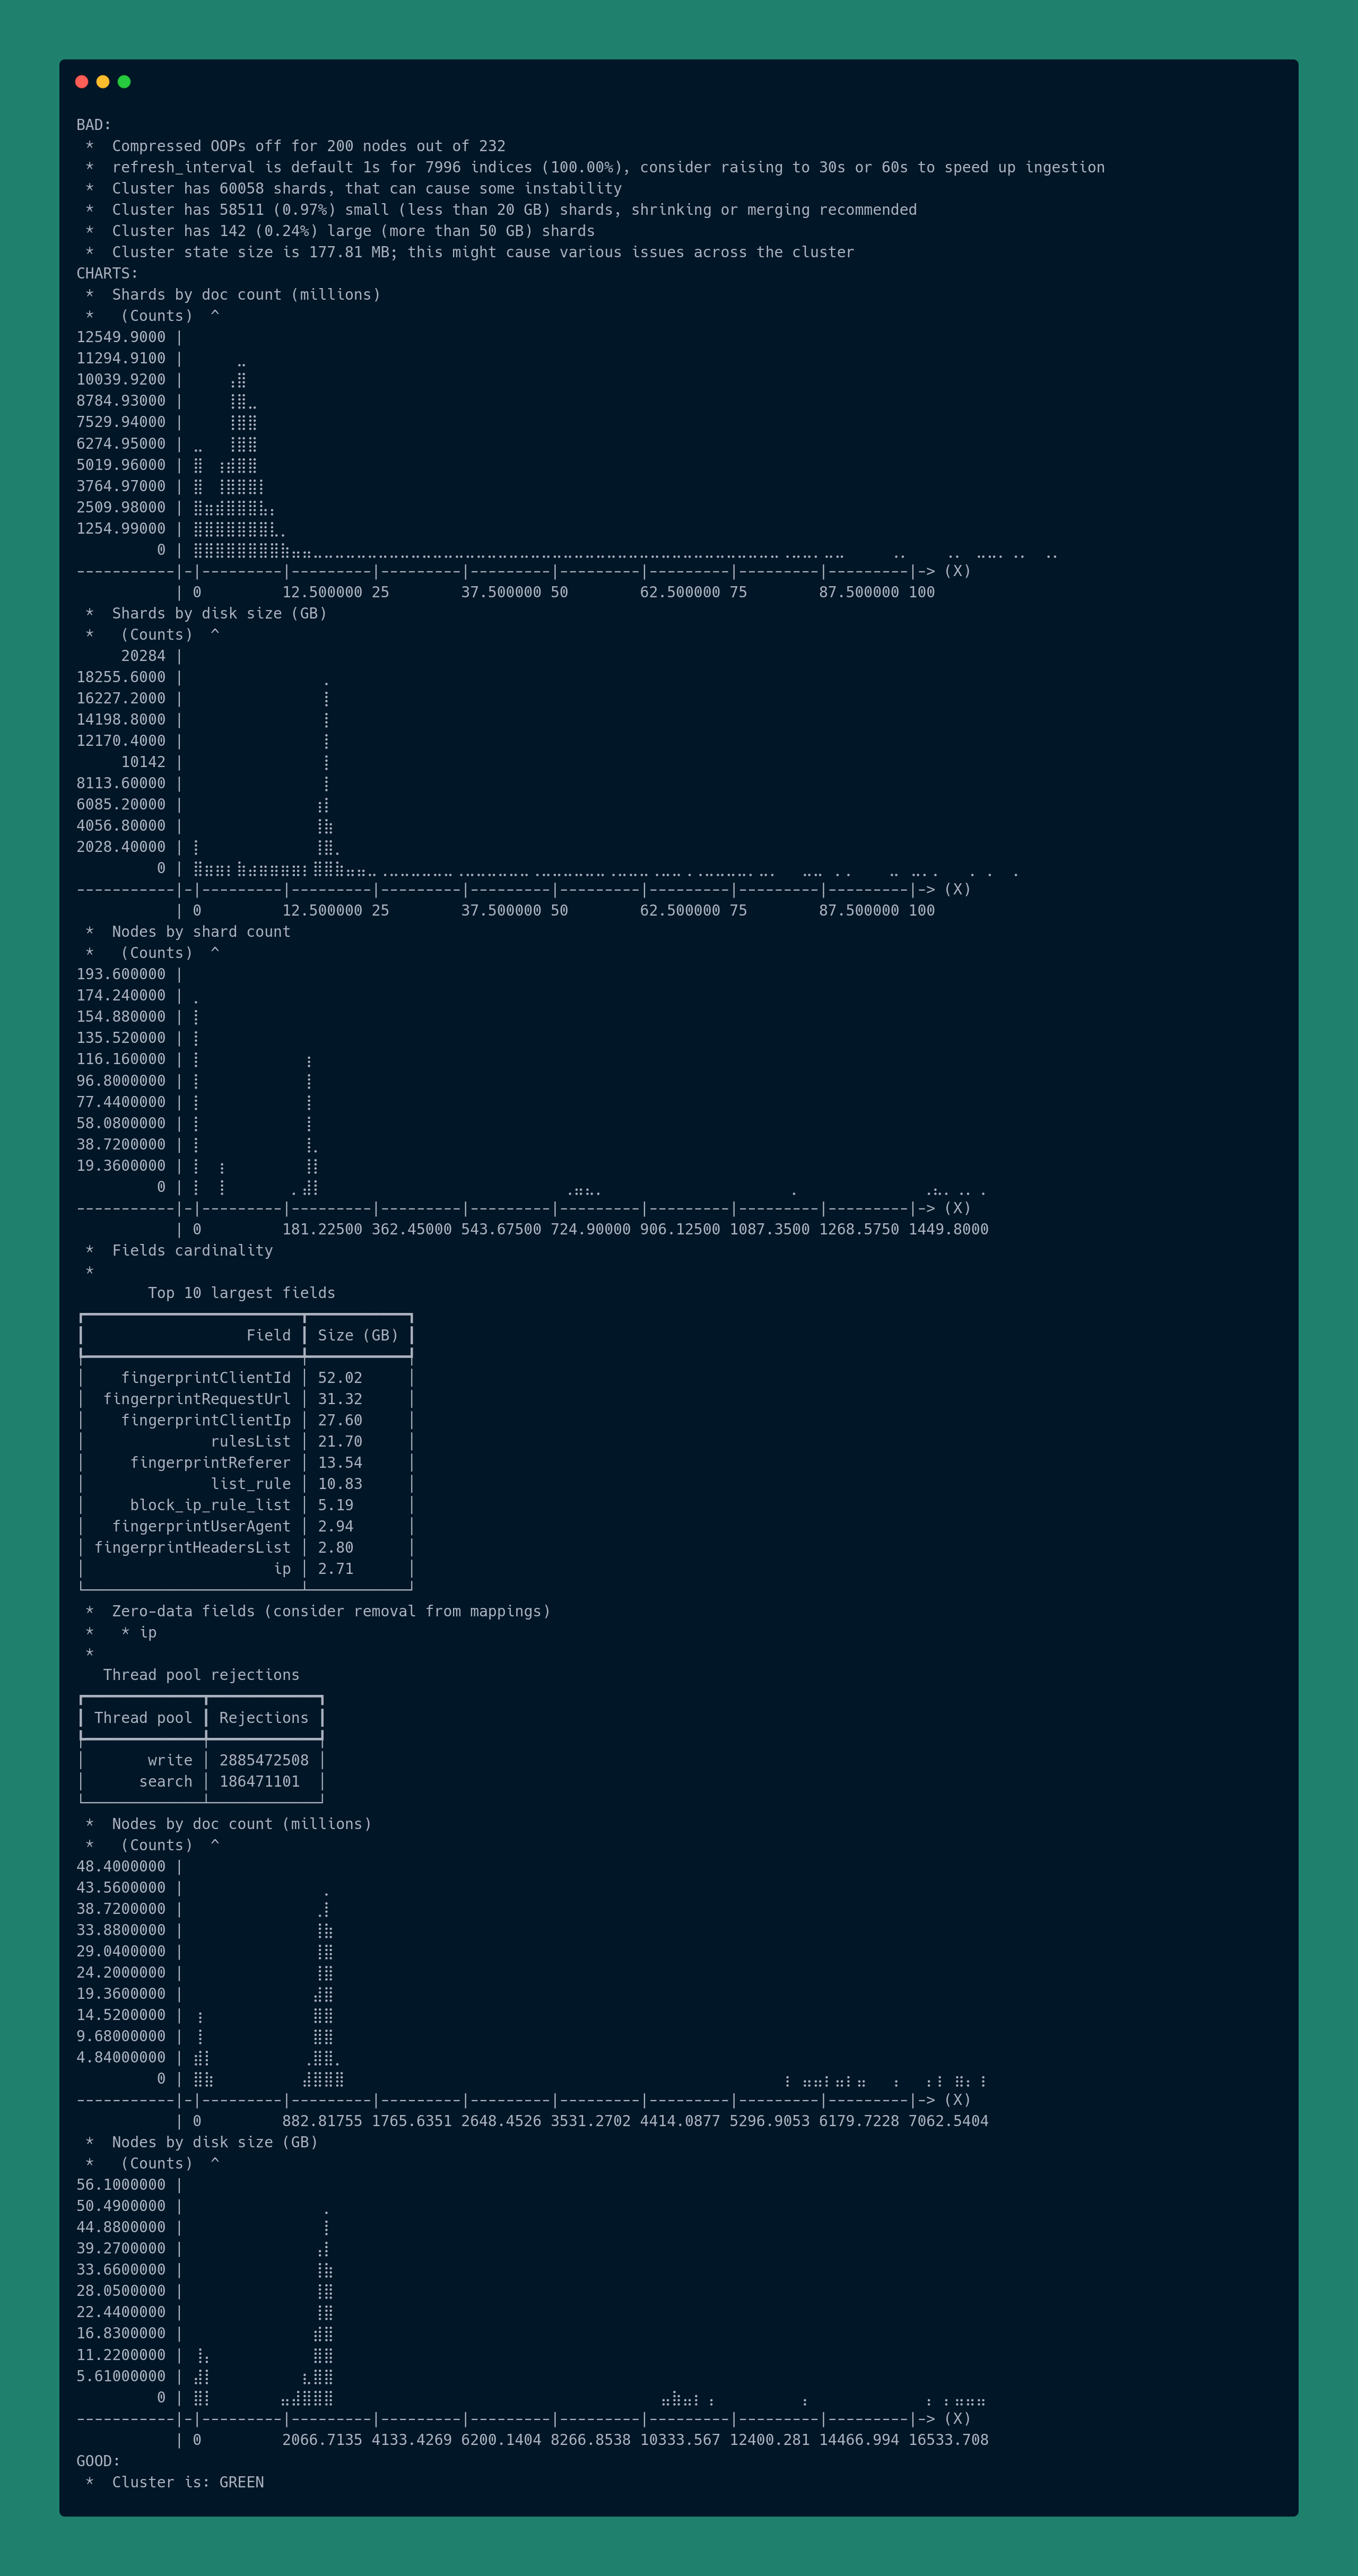 BAD:
 *  Compressed OOPs off for 200 nodes out of 232
 *  refresh_interval is default 1s for 7996 indices (100.00%), consider raising to 30s or 60s to speed up ingestion
 *  Cluster has 60058 shards, that can cause some instability
 *  Cluster has 58511 (0.97%) small (less than 20 GB) shards, shrinking or merging recommended
 *  Cluster has 142 (0.24%) large (more than 50 GB) shards
 *  Cluster state size is 177.81 MB; this might cause various issues across the cluster
CHARTS:
 *  Shards by doc count (millions)
 *   (Counts)  ^
12549.9000 |
11294.9100 |
10039.9200 |
8784.93000 |
7529.94000 |
6274.95000 |
5019.96000 |
3764.97000 |
2509.98000 |
1254.99000 |
         0 |
-----------|-|---------|---------|---------|---------|---------|---------|---------|---------|-> (X)
           | 0         12.500000 25        37.500000 50        62.500000 75        87.500000 100
 *  Shards by disk size (GB)
 *   (Counts)  ^
     20284 |
18255.6000 |
16227.2000 |
14198.8000 |
12170.4000 |
     10142 |
8113.60000 |
6085.20000 |
4056.80000 |
2028.40000 |
         0 |
-----------|-|---------|---------|---------|---------|---------|---------|---------|---------|-> (X)
           | 0         12.500000 25        37.500000 50        62.500000 75        87.500000 100
 *  Nodes by shard count
 *   (Counts)  ^
193.600000 |
174.240000 |
154.880000 |
135.520000 |
116.160000 |
96.8000000 |
77.4400000 |
58.0800000 |
38.7200000 |
19.3600000 |
         0 |
-----------|-|---------|---------|---------|---------|---------|---------|---------|---------|-> (X)
           | 0         181.22500 362.45000 543.67500 724.90000 906.12500 1087.3500 1268.5750 1449.8000
 *  Fields cardinality
 *
        Top 10 largest fields
Field | Size (GB)
fingerprintClientId | 52.02
fingerprintRequestUrl | 31.32
fingerprintClientIp | 27.60
rulesList | 21.70
fingerprintReferer | 13.54
list_rule | 10.83
block_ip_rule_list | 5.19
fingerprintUserAgent | 2.94
fingerprintHeadersList | 2.80
ip | 2.71
 *  Zero-data fields (consider removal from mappings)
 *   * ip
 *
   Thread pool rejections
Thread pool | Rejections
write | 2885472508
search | 186471101
 *  Nodes by doc count (millions)
 *   (Counts)  ^
48.4000000 |
43.5600000 |
38.7200000 |
33.8800000 |
29.0400000 |
24.2000000 |
19.3600000 |
14.5200000 |
9.68000000 |
4.84000000 |
         0 |
-----------|-|---------|---------|---------|---------|---------|---------|---------|---------|-> (X)
           | 0         882.81755 1765.6351 2648.4526 3531.2702 4414.0877 5296.9053 6179.7228 7062.5404
 *  Nodes by disk size (GB)
 *   (Counts)  ^
56.1000000 |
50.4900000 |
44.8800000 |
39.2700000 |
33.6600000 |
28.0500000 |
22.4400000 |
16.8300000 |
11.2200000 |
5.61000000 |
         0 |
-----------|-|---------|---------|---------|---------|---------|---------|---------|---------|-> (X)
           | 0         2066.7135 4133.4269 6200.1404 8266.8538 10333.567 12400.281 14466.994 16533.708
GOOD:
 *  Cluster is: GREEN